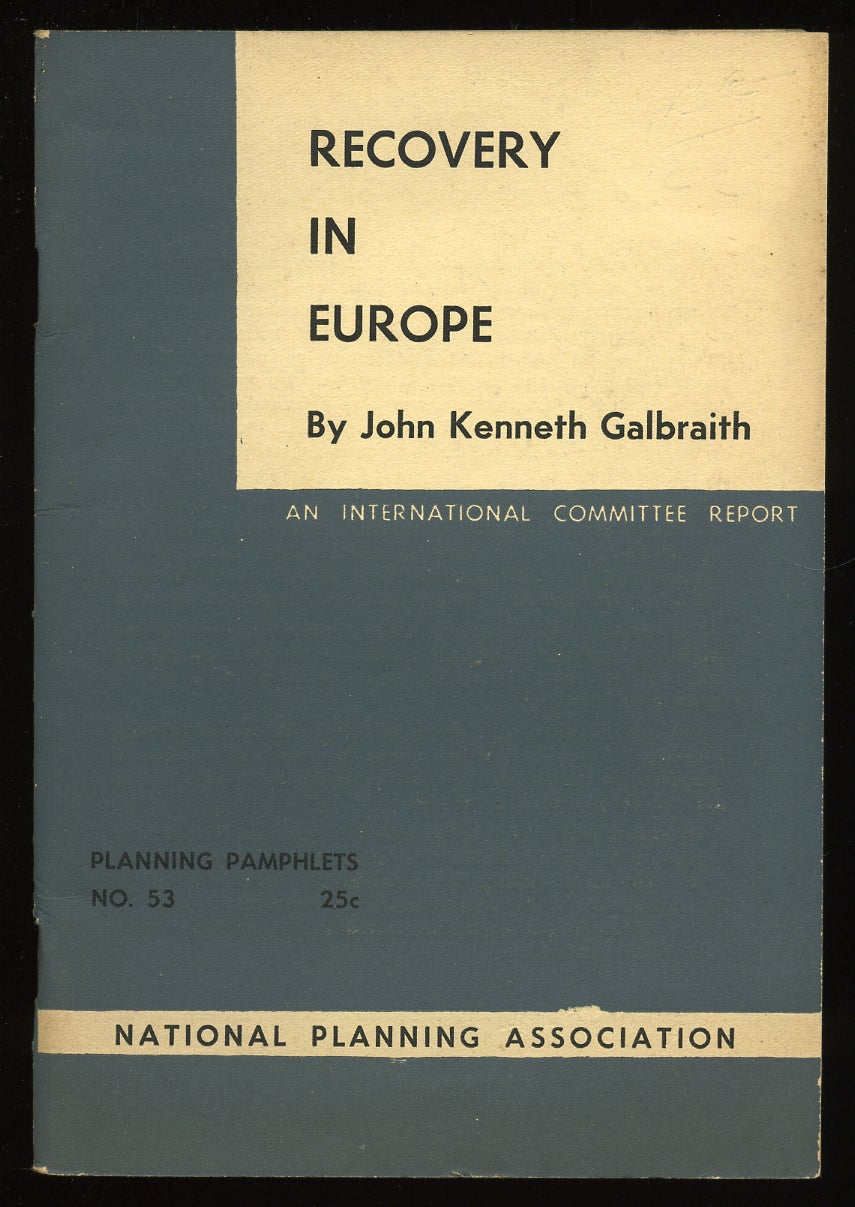 RECOVERY
IN
EUROPE
By John Kenneth Galbraith
AN INTERNATIONAL COMMITTEE REPORT
PLANNING PAMPHLETS
NO. 53 25c
NATIONAL PLANNING ASSOCIATION